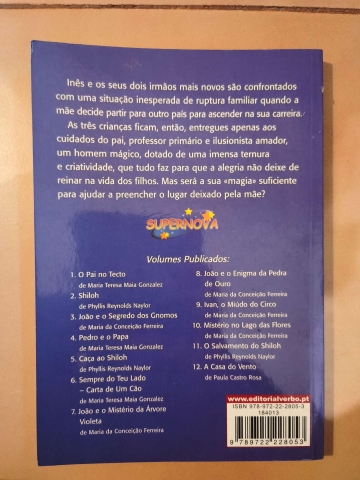 Inês e os seus dois irmãos mais novos são confrontados
com uma situação inesperada de ruptura familiar quando a
mãe decide partir para outro país para ascender na sua carreira.
As três crianças ficam, então, entregues apenas aos
cuidados do pai, professor primário e ilusionista amador,
um homem mágico, dotado de uma imensa ternura
e criatividade, que tudo faz para que a alegria não deixe de
reinar na vida dos filhos. Mas será a sua «magia» suficiente
para ajudar a preencher o lugar deixado pela mãe?
SUPERNOVA
Volumes Publicados:
1. O Pai no Tecto
de Maria Teresa Maia Gonzalez
2. Shiloh
de Phyllis Reynolds Naylor
3. João e o Segredo dos Gnomos
de Maria da Conceição Ferreira
4. Pedro e o Papa
de Maria Teresa Maia Gonzalez
5. Caça ao Shiloh
de Phyllis Reynolds Naylor
6. Sempre do Teu Lado
– Carta de Um Cão
de Maria Teresa Maia Gonzalez
7. João e o Mistério da Árvore
Violeta
de Maria da Conceição Ferreira
8. João e o Enigma da Pedra
de Ouro
de Maria da Conceição Ferreira
9. Ivan, o Miúdo do Circo
de Maria da Conceição Ferreira
10. Mistério no Lago das Flores
de Maria da Conceição Ferreira
11. O Salvamento do Shiloh
de Phyllis Reynolds Naylor
12. A Casa do Vento
de Paula Castro Rosa
www.editorialverbo.pt
ISBN 978-972-22-2805-3
184013
9 789722 228053